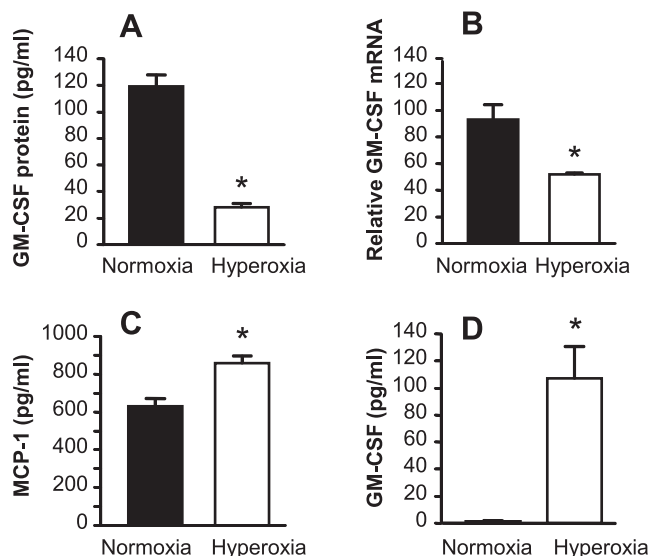 A
GM-CSF protein (pg/ml)
140
120
100
80
60
40
20
0
*
Normoxia Hyperoxia
B
Relative GM-CSF mRNA
140
120
100
80
60
40
20
0
*
Normoxia Hyperoxia
C
MCP-1 (pg/ml)
1000
800
600
400
200
0
*
Normoxia Hyperoxia
D
GM-CSF (pg/ml)
140
120
100
80
60
40
20
0
*
Normoxia Hyperoxia